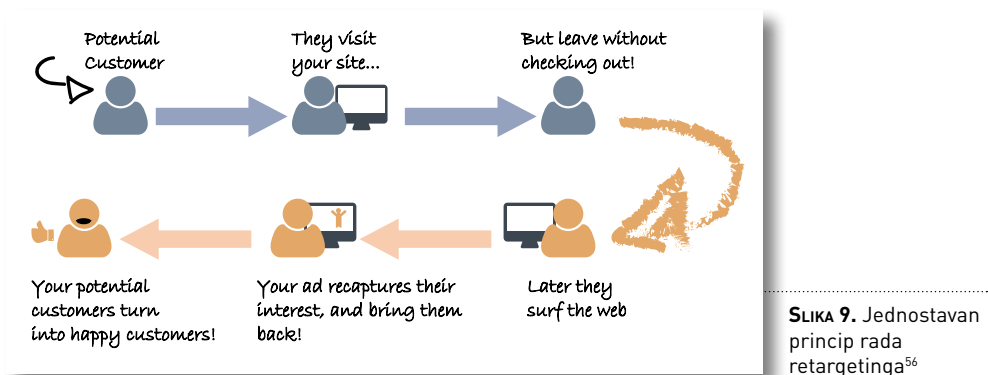 Potential
Customer
They visit
your site...
But leave without
checking out!
Later they
surf the web
Your ad recaptures their
interest, and bring them
back!
Your potential
customers turn
into happy customers!
SLIKA 9. Jednostavan
princip rada
retargetinga56